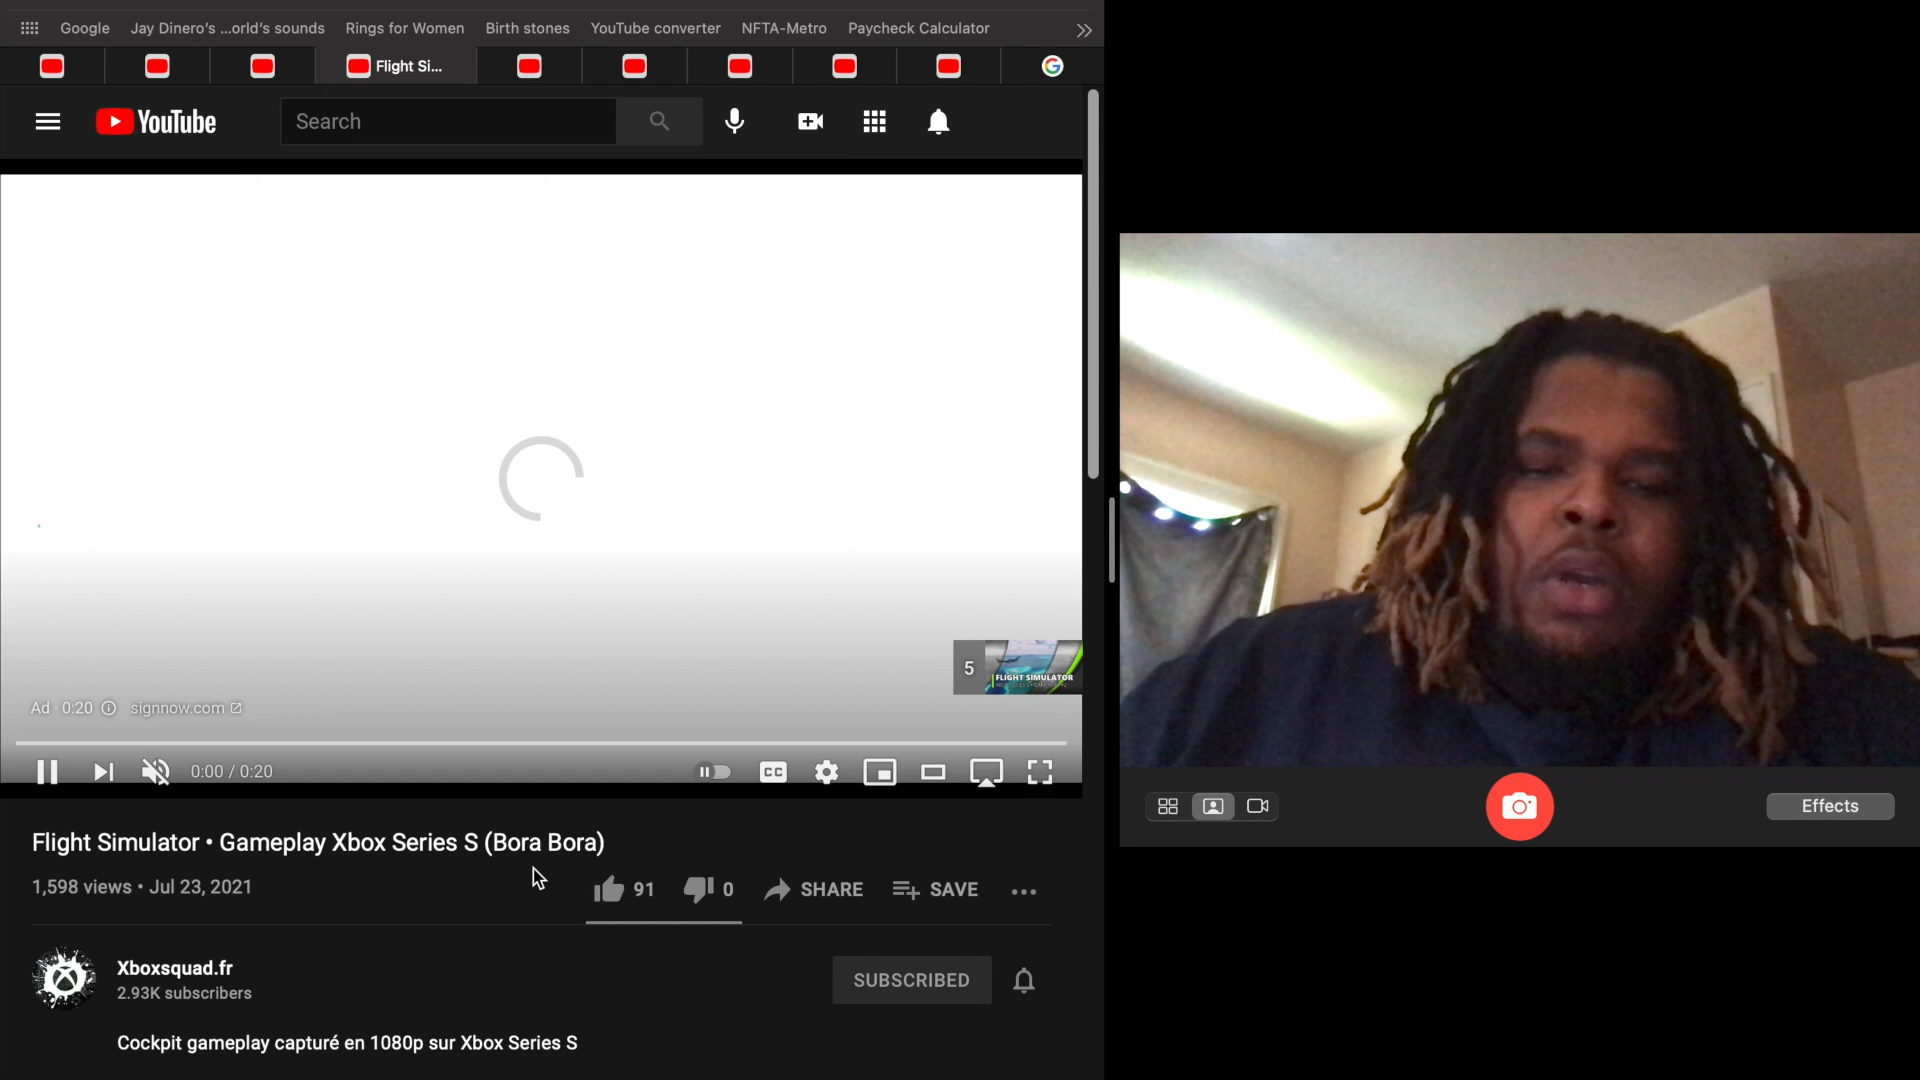 Google
Jay Dinero's ...orld's sounds
Rings for Women
Birth stones
YouTube converter
NFTA-Metro
Paycheck Calculator
Flight Si...
YouTube
Search
5
FLIGHT SIMULATOR
Ad · 0:20
signnow.com
0:00 / 0:20
CC
Flight Simulator • Gameplay Xbox Series S (Bora Bora)
1,598 views • Jul 23, 2021
91
0
SHARE
SAVE
Xboxsquad.fr
2.93K subscribers
SUBSCRIBED
Cockpit gameplay capturé en 1080p sur Xbox Series S
Effects